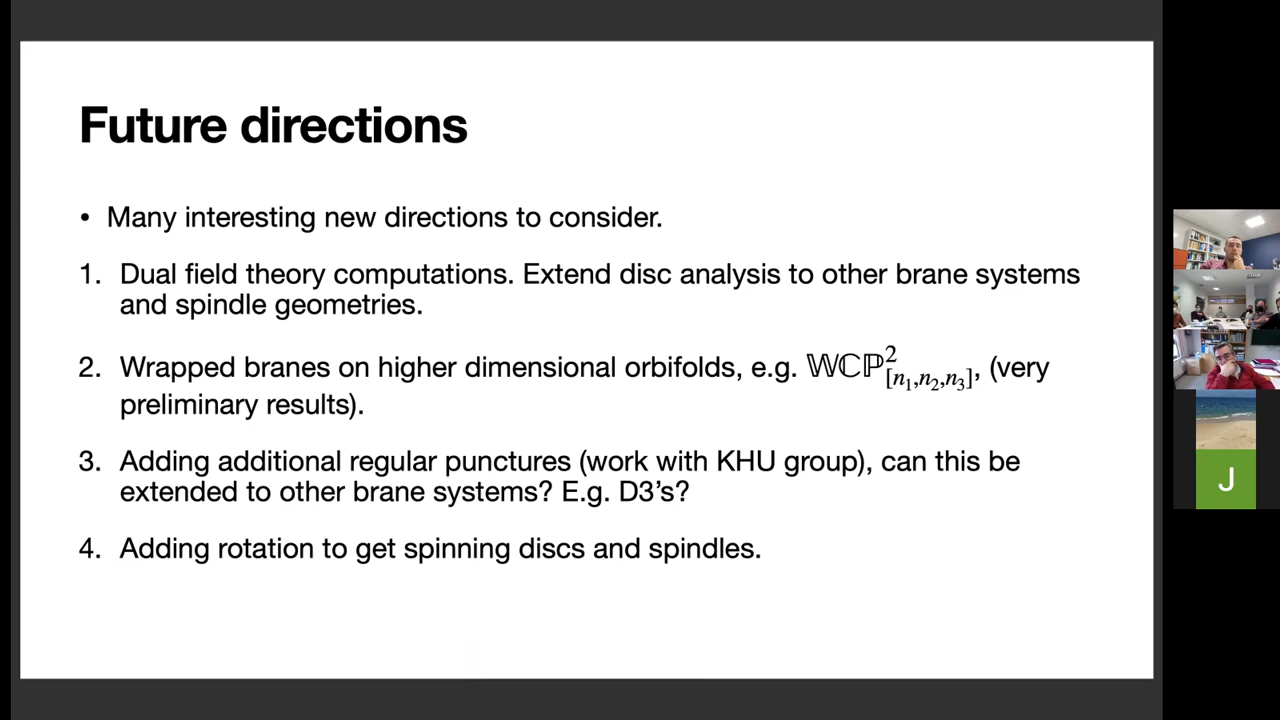 Future directions
• Many interesting new directions to consider.
1. Dual field theory computations. Extend disc analysis to other brane systems
and spindle geometries.
2. Wrapped branes on higher dimensional orbifolds, e.g. 𝕎ℂℙ²_[n₁,n₂,n₃], (very
preliminary results).
3. Adding additional regular punctures (work with KHU group), can this be
extended to other brane systems? E.g. D3’s?
4. Adding rotation to get spinning discs and spindles.
J